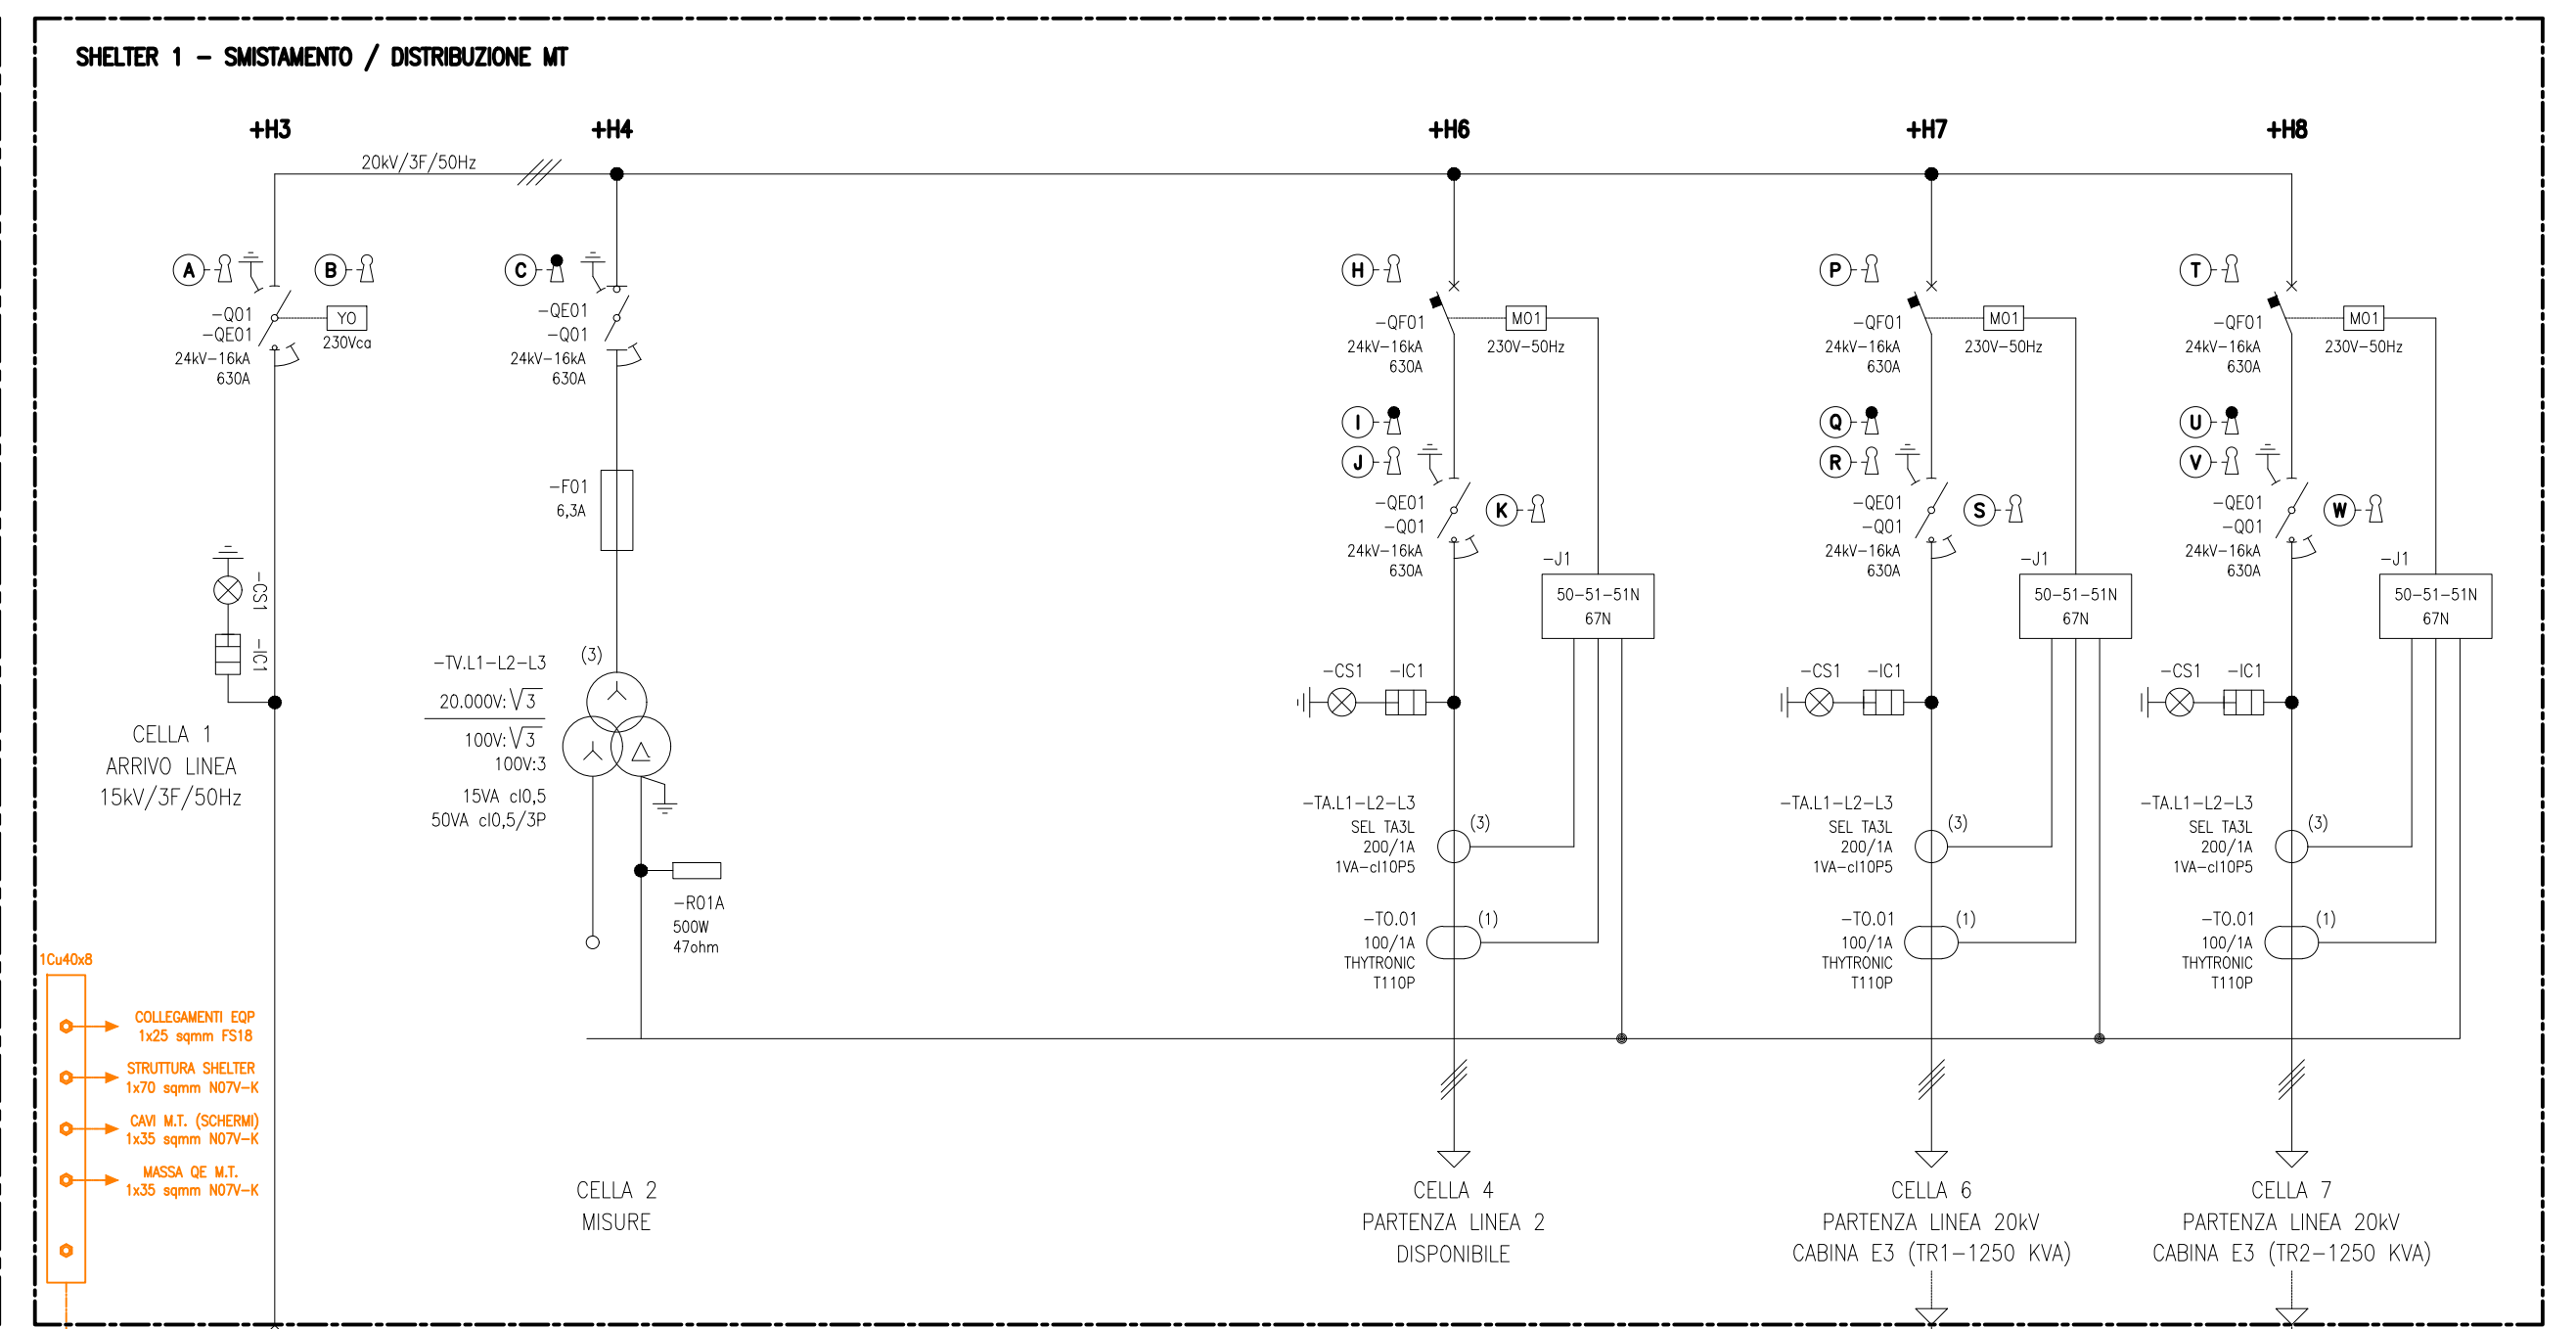 SHELTER 1 - SMISTAMENTO / DISTRIBUZIONE MT
+H3
+H4
+H6
+H7
+H8
20kV/3F/50Hz
A
B
-Q01
-QE01
24kV-16kA
630A
YO
230Vca
-CS1
-IC1
CELLA 1
ARRIVO LINEA
15kV/3F/50Hz
C
-QE01
-Q01
24kV-16kA
630A
-F01
6,3A
-TV.L1-L2-L3
(3)
20.000V:√3
100V:√3
100V:3
15VA cl0,5
50VA cl0,5/3P
-R01A
500W
47ohm
CELLA 2
MISURE
H
-QF01
24kV-16kA
630A
M01
230V-50Hz
I
J
-QE01
-Q01
24kV-16kA
630A
K
-J1
50-51-51N
67N
-CS1
-IC1
-TA.L1-L2-L3
SEL TA3L
200/1A
1VA-cl10P5
(3)
-TO.01
100/1A
THYTRONIC
T110P
(1)
CELLA 4
PARTENZA LINEA 2
DISPONIBILE
P
-QF01
24kV-16kA
630A
M01
230V-50Hz
Q
R
-QE01
-Q01
24kV-16kA
630A
S
-J1
50-51-51N
67N
-CS1
-IC1
-TA.L1-L2-L3
SEL TA3L
200/1A
1VA-cl10P5
(3)
-TO.01
100/1A
THYTRONIC
T110P
(1)
CELLA 6
PARTENZA LINEA 20kV
CABINA E3 (TR1-1250 KVA)
T
-QF01
24kV-16kA
630A
M01
230V-50Hz
U
V
-QE01
-Q01
24kV-16kA
630A
W
-J1
50-51-51N
67N
-CS1
-IC1
-TA.L1-L2-L3
SEL TA3L
200/1A
1VA-cl10P5
(3)
-TO.01
100/1A
THYTRONIC
T110P
(1)
CELLA 7
PARTENZA LINEA 20kV
CABINA E3 (TR2-1250 KVA)
1Cu40x8
COLLEGAMENTI EQP
1x25 sqmm FS18
STRUTTURA SHELTER
1x70 sqmm N07V-K
CAVI M.T. (SCHERMI)
1x35 sqmm N07V-K
MASSA QE M.T.
1x35 sqmm N07V-K